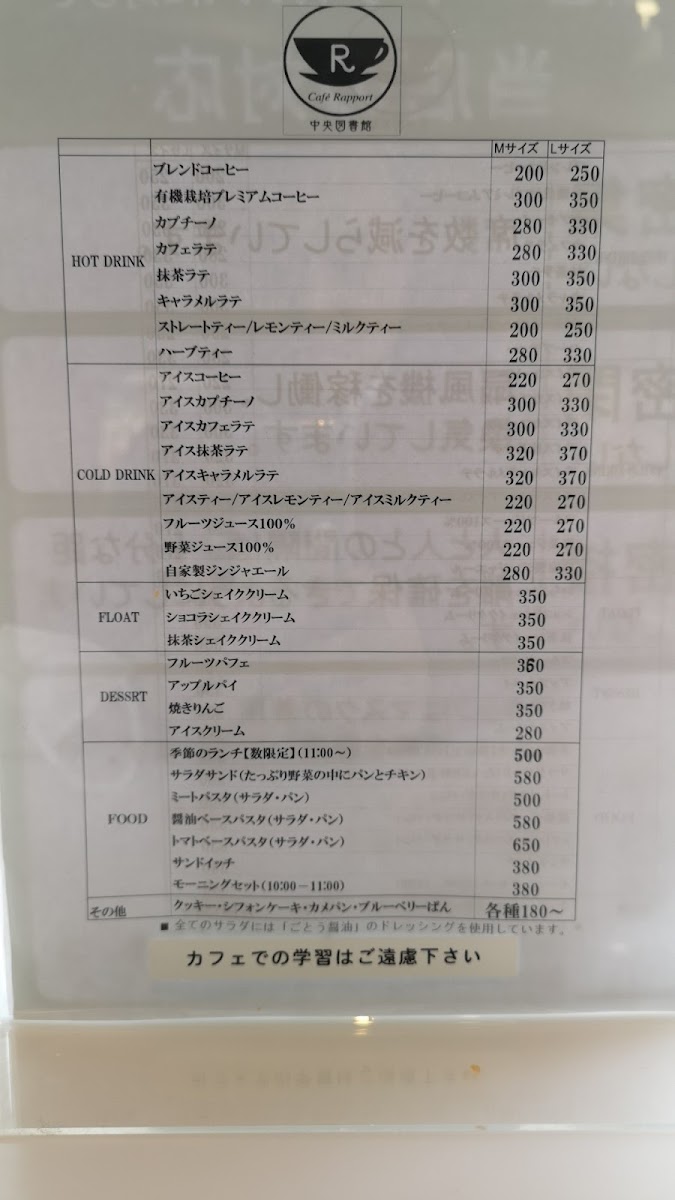 R
Café Rapport
中央図書館
Mサイズ Lサイズ
HOT DRINK
ブレンドコーヒー 200 250
有機栽培プレミアムコーヒー 300 350
カプチーノ 280 330
カフェラテ 280 330
抹茶ラテ 300 350
キャラメルラテ 300 350
ストレートティー/レモンティー/ミルクティー 200 250
ハーブティー 280 330
COLD DRINK
アイスコーヒー 220 270
アイスカプチーノ 300 330
アイスカフェラテ 300 330
アイス抹茶ラテ 320 370
アイスキャラメルラテ 320 370
アイスティー/アイスレモンティー/アイスミルクティー 220 270
フルーツジュース100% 220 270
野菜ジュース100% 220 270
自家製ジンジャエール 280 330
FLOAT
いちごシェイククリーム 350
ショコラシェイククリーム 350
抹茶シェイククリーム 350
DESSRT
フルーツパフェ 360
アップルパイ 350
焼きりんご 350
アイスクリーム 280
FOOD
季節のランチ【数限定】(11:00～) 500
サラダサンド(たっぷり野菜の中にパンとチキン) 580
ミートパスタ(サラダ・パン) 500
醤油ベースパスタ(サラダ・パン) 580
トマトベースパスタ(サラダ・パン) 650
サンドイッチ 380
モーニングセット(10:00－11:00) 380
その他 クッキー・シフォンケーキ・カメパン・ブルーベリーぱん 各種180～
■ 全てのサラダには「ごとう醤油」のドレッシングを使用しています。
カフェでの学習はご遠慮下さい